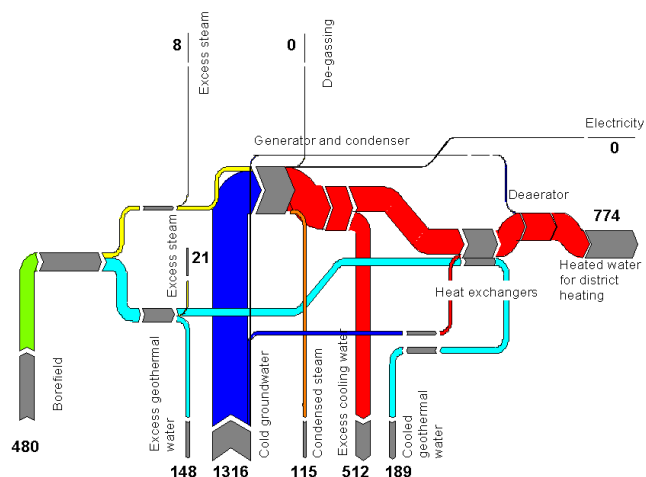 8
Excess steam
0
De-gassing
Electricity
0
Generator and condenser
Deaerator
774
Heated water
for district
heating
Excess steam
21
Heat exchangers
Borefield
480
Excess geothermal
water
148
Cold groundwater
1316
Condensed steam
115
Excess cooling water
512
Cooled
geothermal
water
189